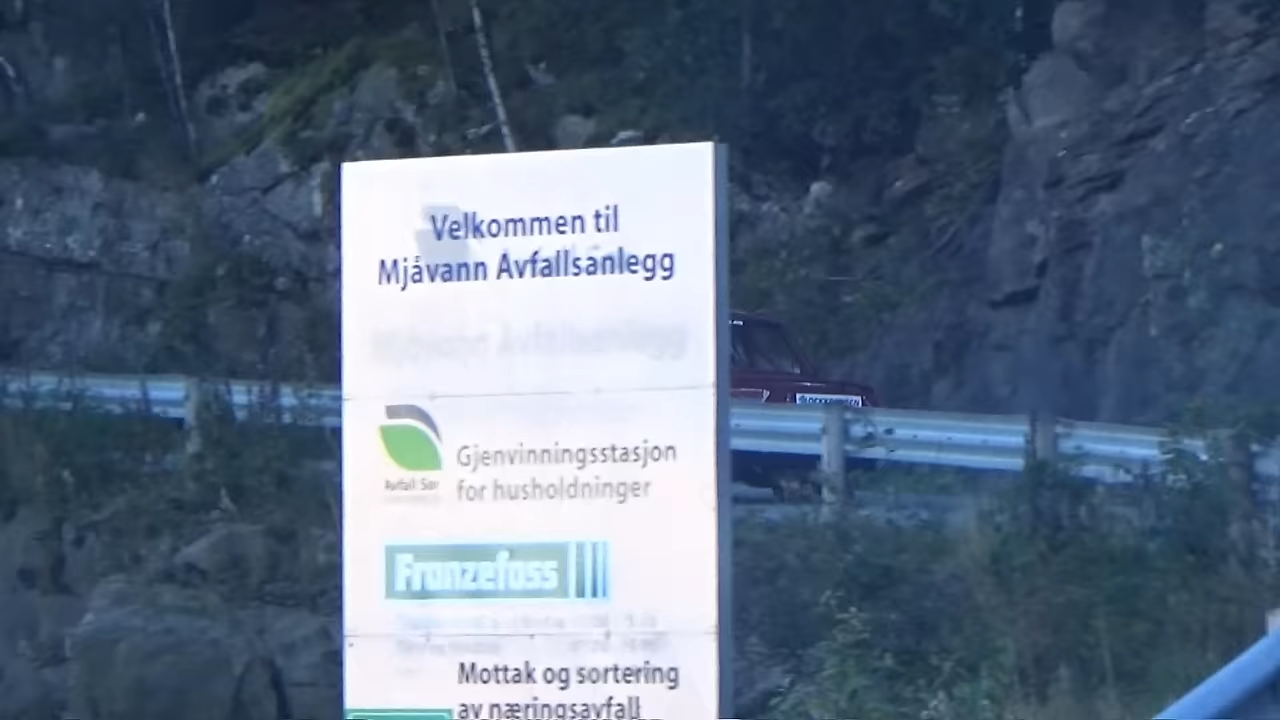 Velkommen til
Mjåvann Avfallsanlegg
Mjåvann Avfallsanlegg
Avfall Sør
Gjenvinningsstasjon
for husholdninger
Franzefoss
Mottak og sortering
av næringsavfall